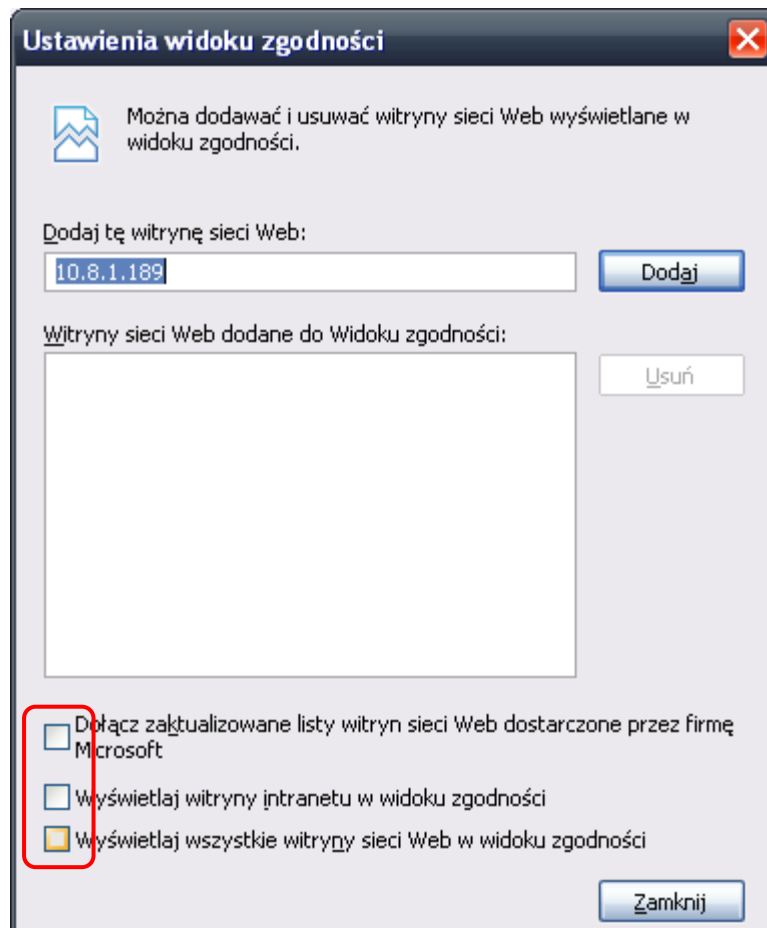 Ustawienia widoku zgodności
Można dodawać i usuwać witryny sieci Web wyświetlane w
widoku zgodności.
Dodaj tę witrynę sieci Web:
10.8.1.189
Dodaj
Witryny sieci Web dodane do Widoku zgodności:
Usuń
Dołącz zaktualizowane listy witryn sieci Web dostarczone przez firmę
Microsoft
Wyświetlaj witryny intranetu w widoku zgodności
Wyświetlaj wszystkie witryny sieci Web w widoku zgodności
Zamknij